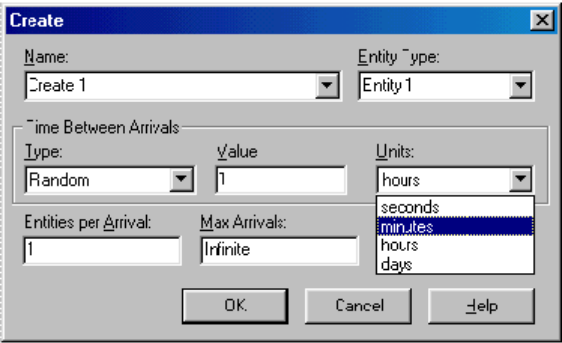 Create
Name: Entity Type:
Create 1 Entity 1
Time Between Arrivals
Type: Value Units:
Random 1 hours
seconds
minutes
hours
days
Entities per Arrival: Max Arrivals:
1 Infinite
OK Cancel Help